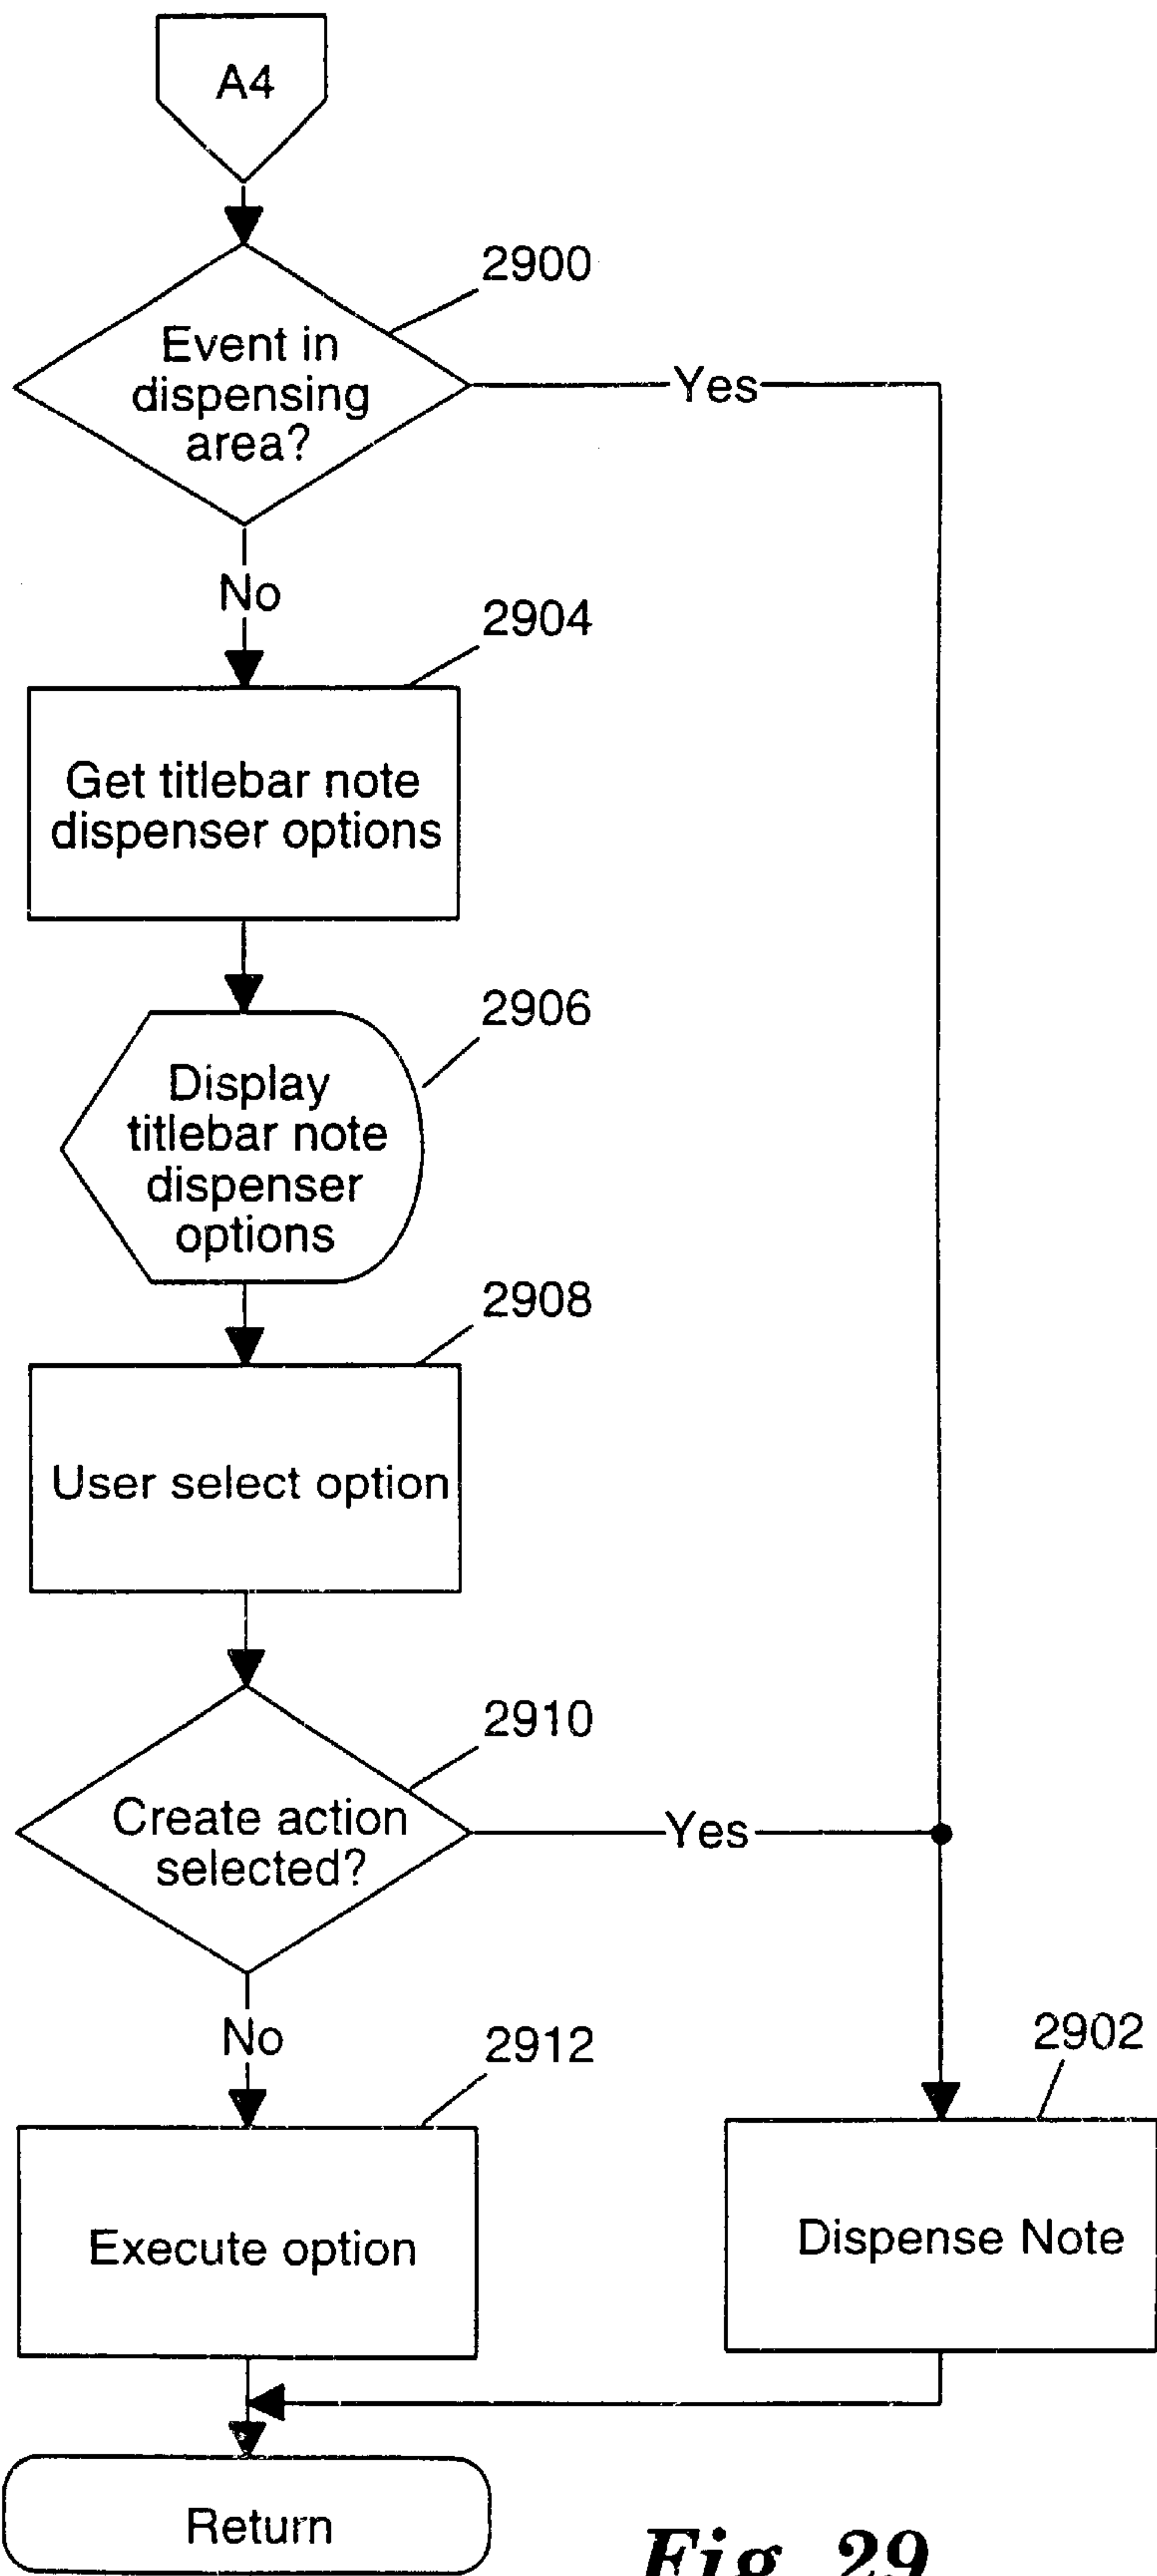 A4
2900
Event in
dispensing
area?
Yes
No
2904
Get titlebar note
dispenser options
2906
Display
titlebar note
dispenser
options
2908
User select option
2910
Create action
selected?
Yes
No
2912
2902
Execute option
Dispense Note
Return
Fig. 29